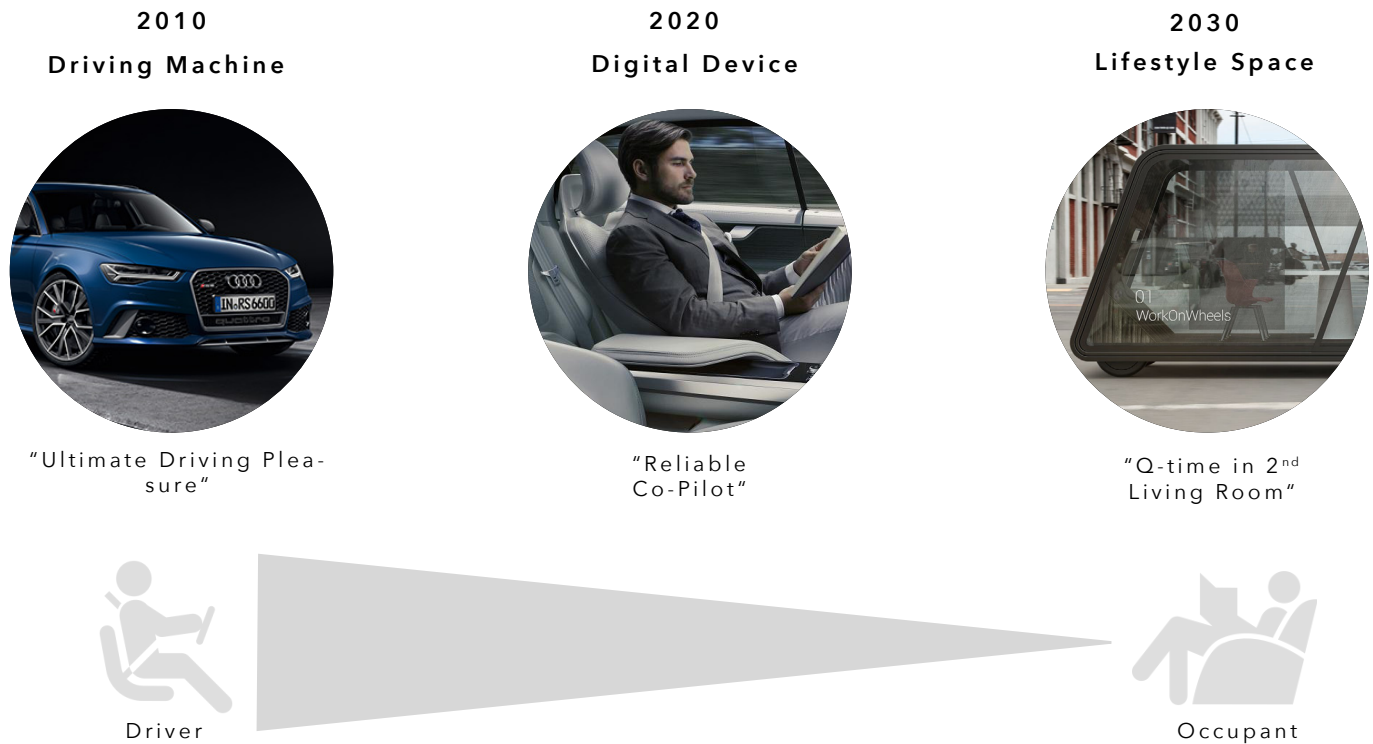 2010
Driving Machine
2020
Digital Device
2030
Lifestyle Space
IN RS6600
quattro
01
WorkOnWheels
“Ultimate Driving Plea-
sure“
“Reliable
Co-Pilot“
“Q-time in 2nd
Living Room“
Driver
Occupant